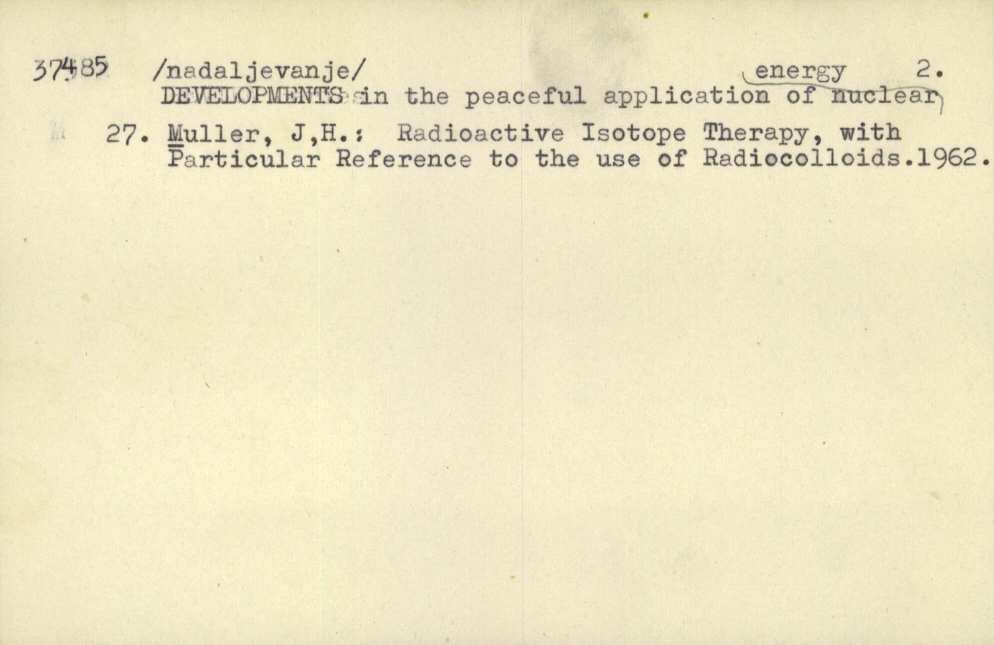 37485 /nadaljevanje/ energy 2.
DEVELOPMENTS in the peaceful application of nuclear
27. Muller, J,H.: Radioactive Isotope Therapy, with
Particular Reference to the use of Radiocolloids.1962.